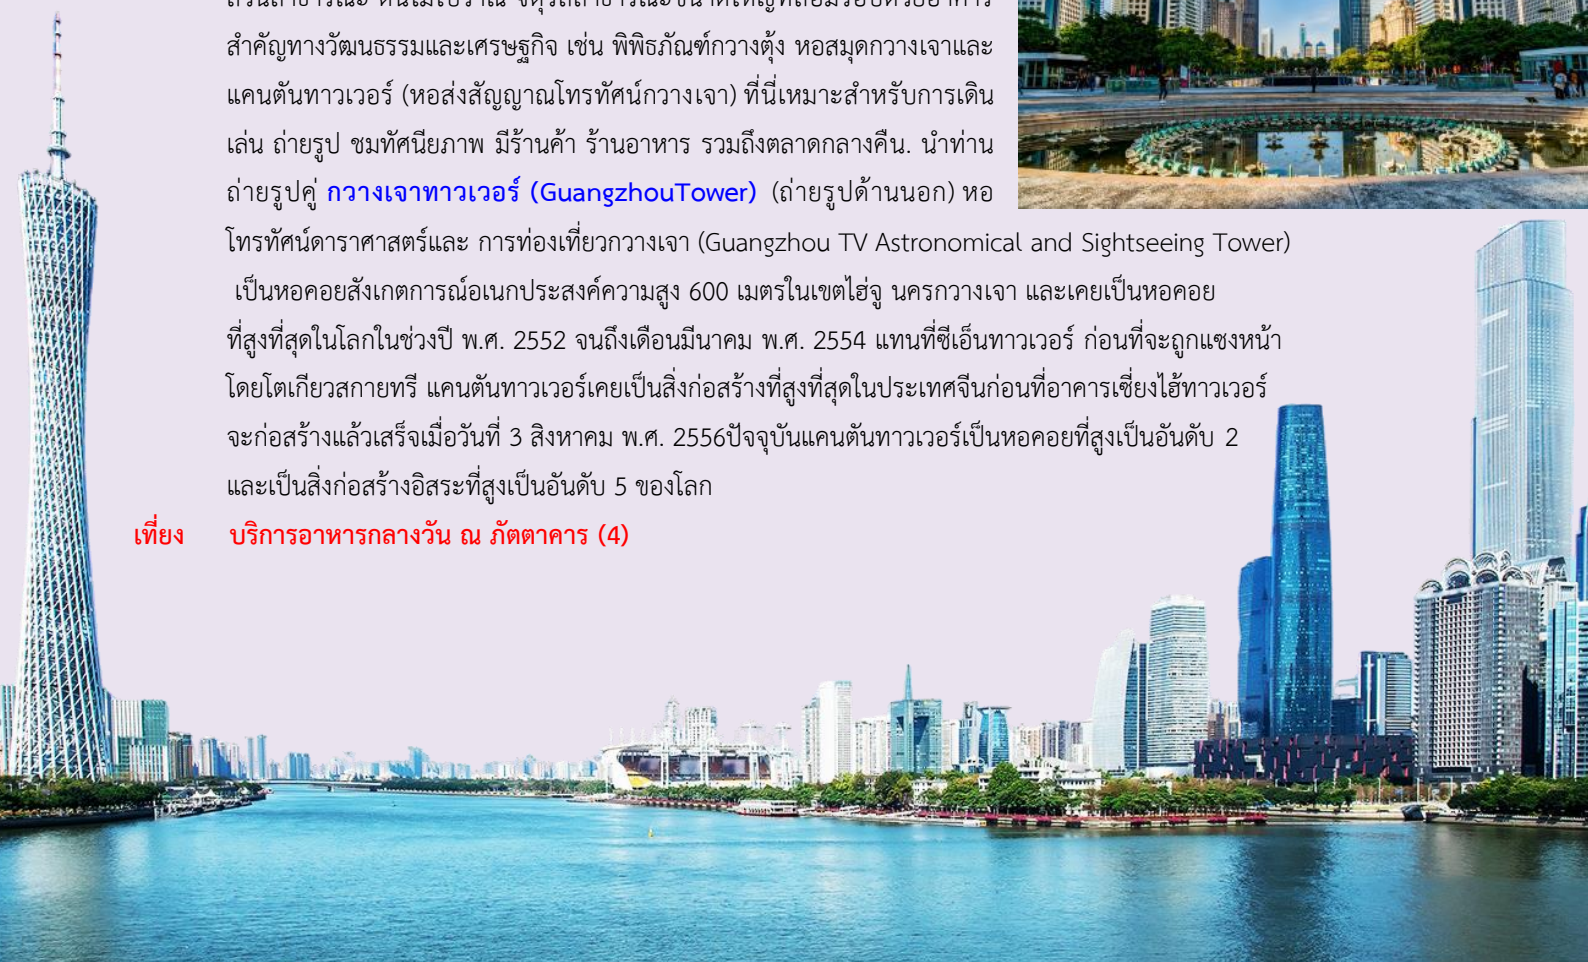 สำคัญทางวัฒนธรรมและเศรษฐกิจ เช่น พิพิธภัณฑ์กวางตุ้ง หอสมุดกวางเจาและ
แคนตันทาวเวอร์ (หอส่งสัญญาณโทรทัศน์กวางเจา) ที่นี่เหมาะสำหรับการเดิน
เล่น ถ่ายรูป ชมทัศนียภาพ มีร้านค้า ร้านอาหาร รวมถึงตลาดกลางคืน. นำท่าน
ถ่ายรูปคู่ กวางเจาทาวเวอร์ (GuangzhouTower) (ถ่ายรูปด้านนอก) หอ
โทรทัศน์ดาราศาสตร์และ การท่องเที่ยวกวางเจา (Guangzhou TV Astronomical and Sightseeing Tower)
เป็นหอคอยสังเกตการณ์อเนกประสงค์ความสูง 600 เมตรในเขตไฮ่จู นครกวางเจา และเคยเป็นหอคอย
ที่สูงที่สุดในโลกในช่วงปี พ.ศ. 2552 จนถึงเดือนมีนาคม พ.ศ. 2554 แทนที่ซีเอ็นทาวเวอร์ ก่อนที่จะถูกแซงหน้า
โดยโตเกียวสกายทรี แคนตันทาวเวอร์เคยเป็นสิ่งก่อสร้างที่สูงที่สุดในประเทศจีนก่อนที่อาคารเซี่ยงไฮ้ทาวเวอร์
จะก่อสร้างแล้วเสร็จเมื่อวันที่ 3 สิงหาคม พ.ศ. 2556ปัจจุบันแคนตันทาวเวอร์เป็นหอคอยที่สูงเป็นอันดับ 2
และเป็นสิ่งก่อสร้างอิสระที่สูงเป็นอันดับ 5 ของโลก
เที่ยง บริการอาหารกลางวัน ณ ภัตตาคาร (4)